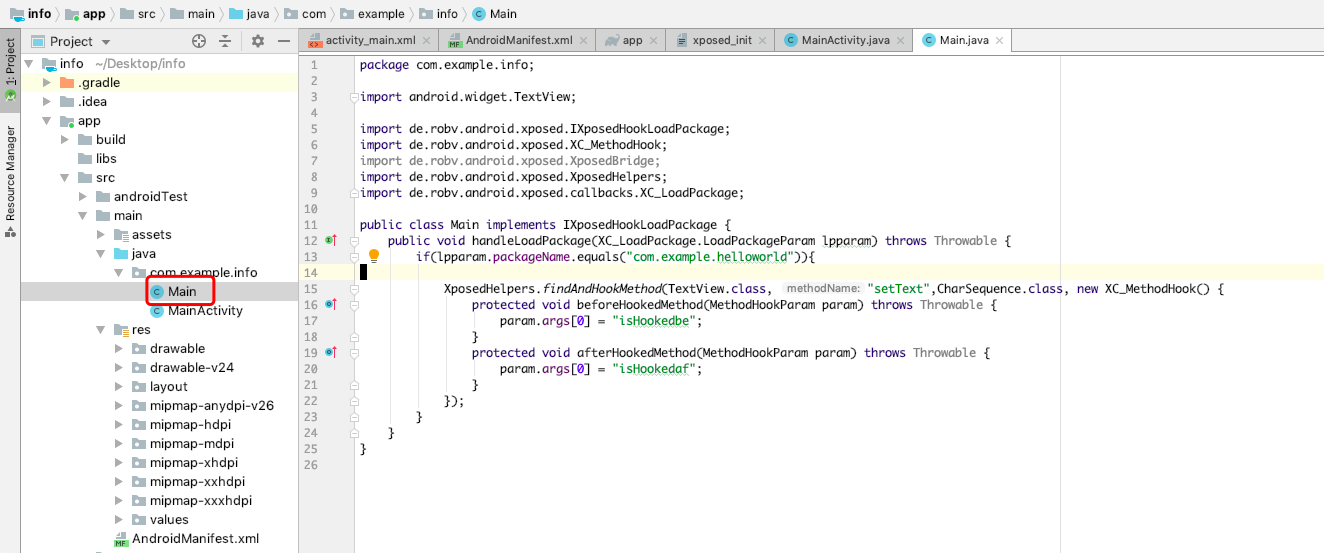 info app src main java com example info Main
Project
activity_main.xml AndroidManifest.xml app xposed_init MainActivity.java Main.java
1: Project
Resource Manager
info ~/Desktop/info
.gradle
.idea
app
build
libs
src
androidTest
main
assets
java
com.example.info
Main
MainActivity
res
drawable
drawable-v24
layout
mipmap-anydpi-v26
mipmap-hdpi
mipmap-mdpi
mipmap-xhdpi
mipmap-xxhdpi
mipmap-xxxhdpi
values
AndroidManifest.xml
1 package com.example.info;
2
3 import android.widget.TextView;
4
5 import de.robv.android.xposed.IXposedHookLoadPackage;
6 import de.robv.android.xposed.XC_MethodHook;
7 import de.robv.android.xposed.XposedBridge;
8 import de.robv.android.xposed.XposedHelpers;
9 import de.robv.android.xposed.callbacks.XC_LoadPackage;
10
11 public class Main implements IXposedHookLoadPackage {
12 public void handleLoadPackage(XC_LoadPackage.LoadPackageParam lpparam) throws Throwable {
13 if(lpparam.packageName.equals("com.example.helloworld")){
14
15 XposedHelpers.findAndHookMethod(TextView.class, methodName: "setText",CharSequence.class, new XC_MethodHook() {
16 protected void beforeHookedMethod(MethodHookParam param) throws Throwable {
17 param.args[0] = "isHookedbe";
18 }
19 protected void afterHookedMethod(MethodHookParam param) throws Throwable {
20 param.args[0] = "isHookedaf";
21 }
22 });
23 }
24 }
25 }
26